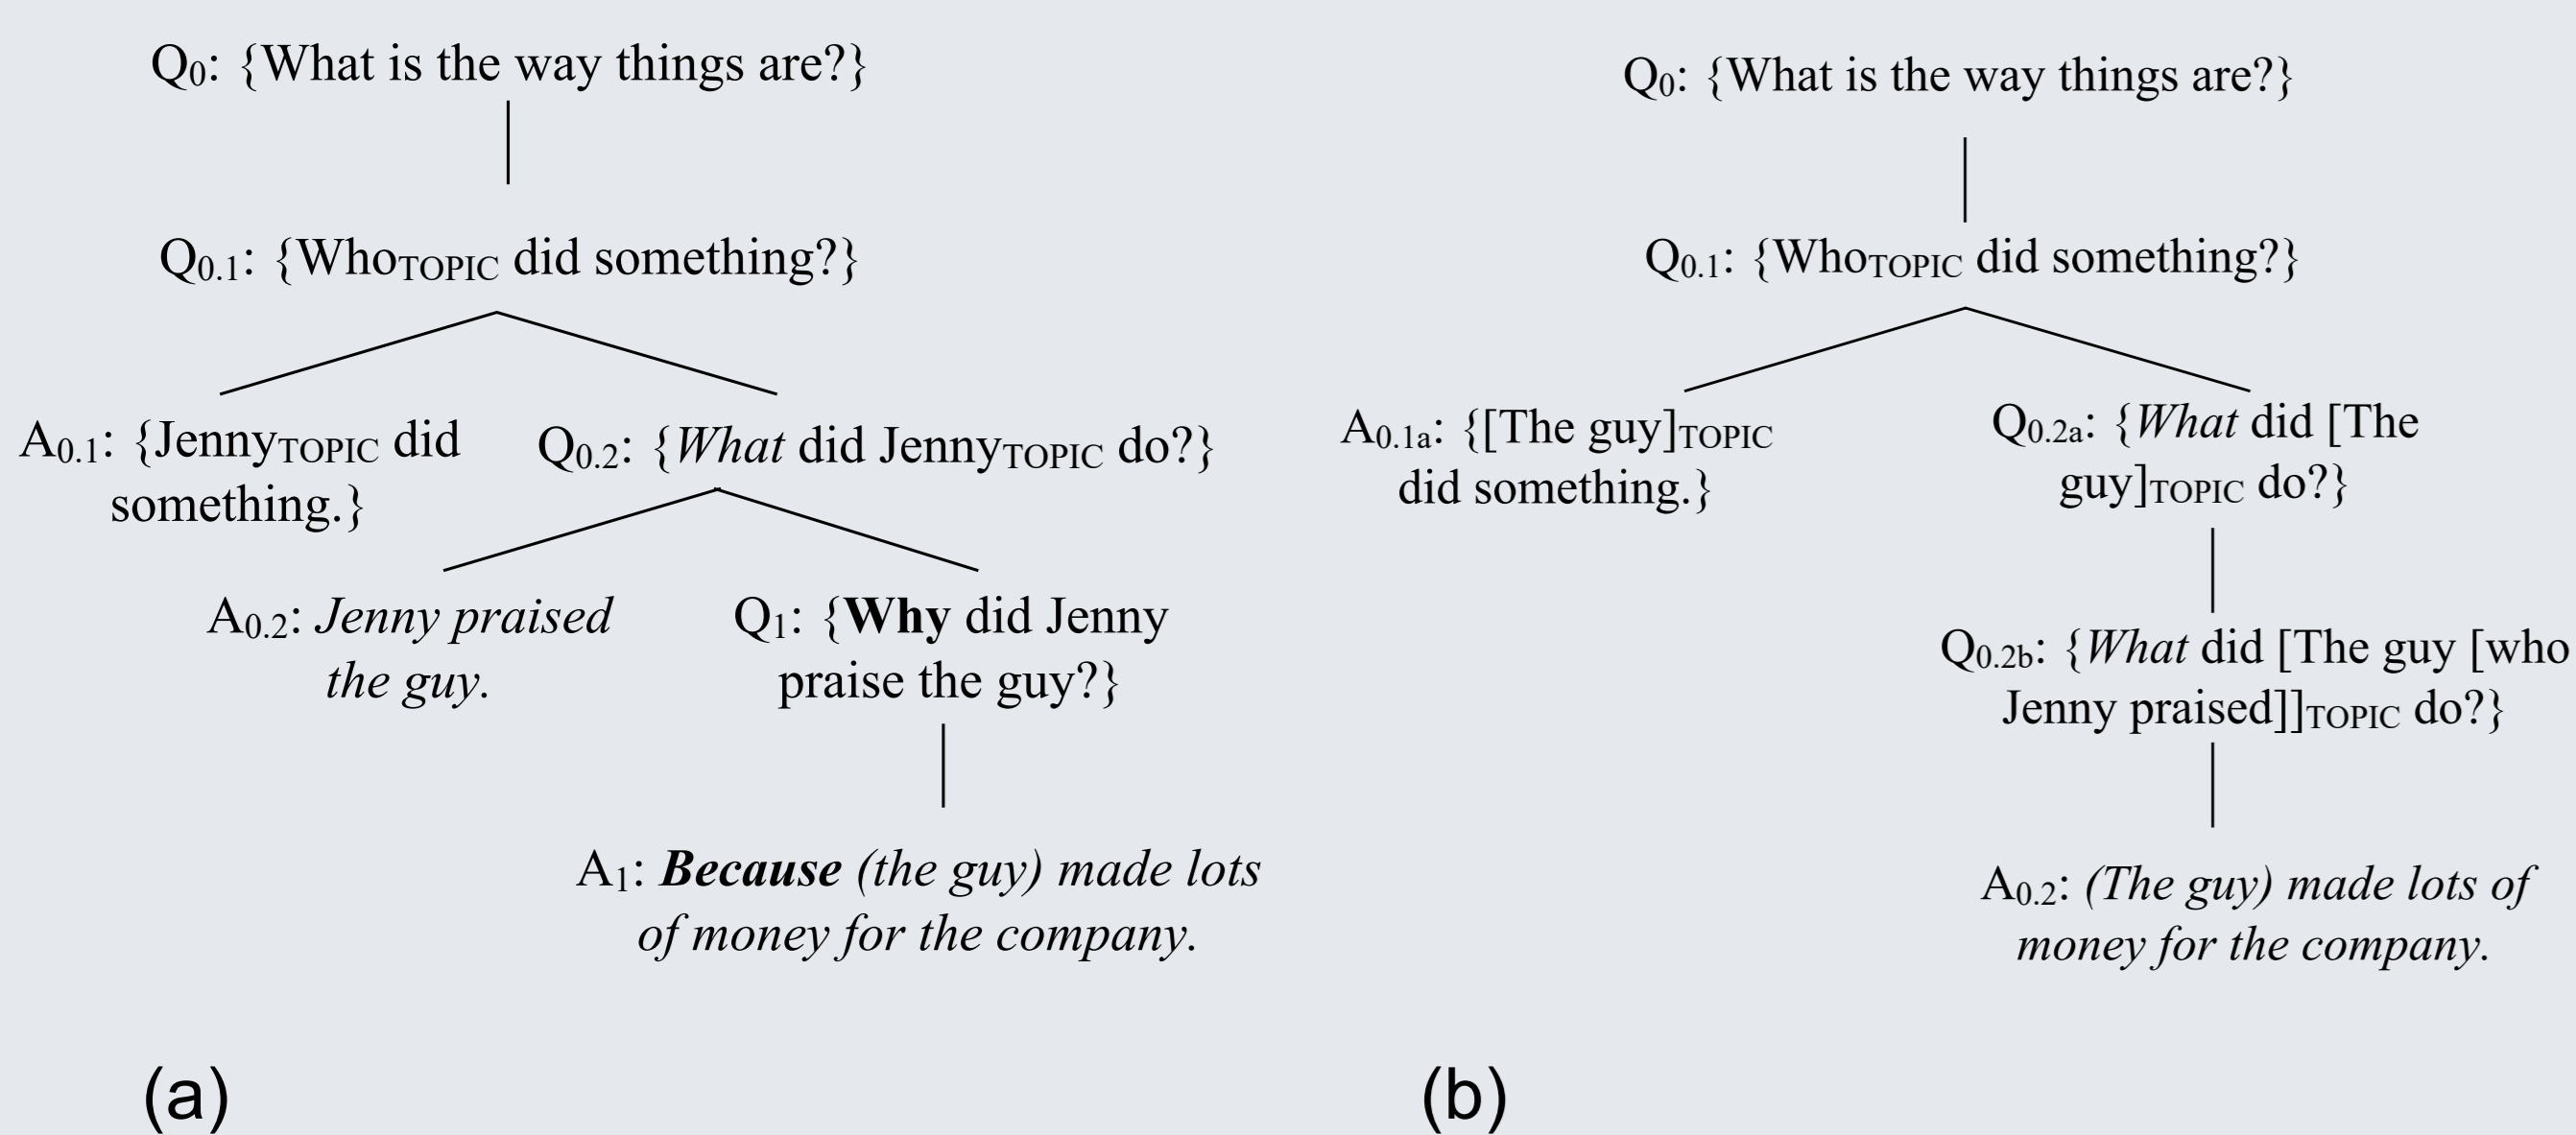 Q0: {What is the way things are?}
Q0.1: {WhoTOPIC did something?}
A0.1: {JennyTOPIC did
something.}
Q0.2: {What did JennyTOPIC do?}
A0.2: Jenny praised
the guy.
Q1: {Why did Jenny
praise the guy?}
A1: Because (the guy) made lots
of money for the company.
(a)
Q0: {What is the way things are?}
Q0.1: {WhoTOPIC did something?}
A0.1a: {[The guy]TOPIC
did something.}
Q0.2a: {What did [The
guy]TOPIC do?}
Q0.2b: {What did [The guy [who
Jenny praised]]TOPIC do?}
A0.2: (The guy) made lots of
money for the company.
(b)